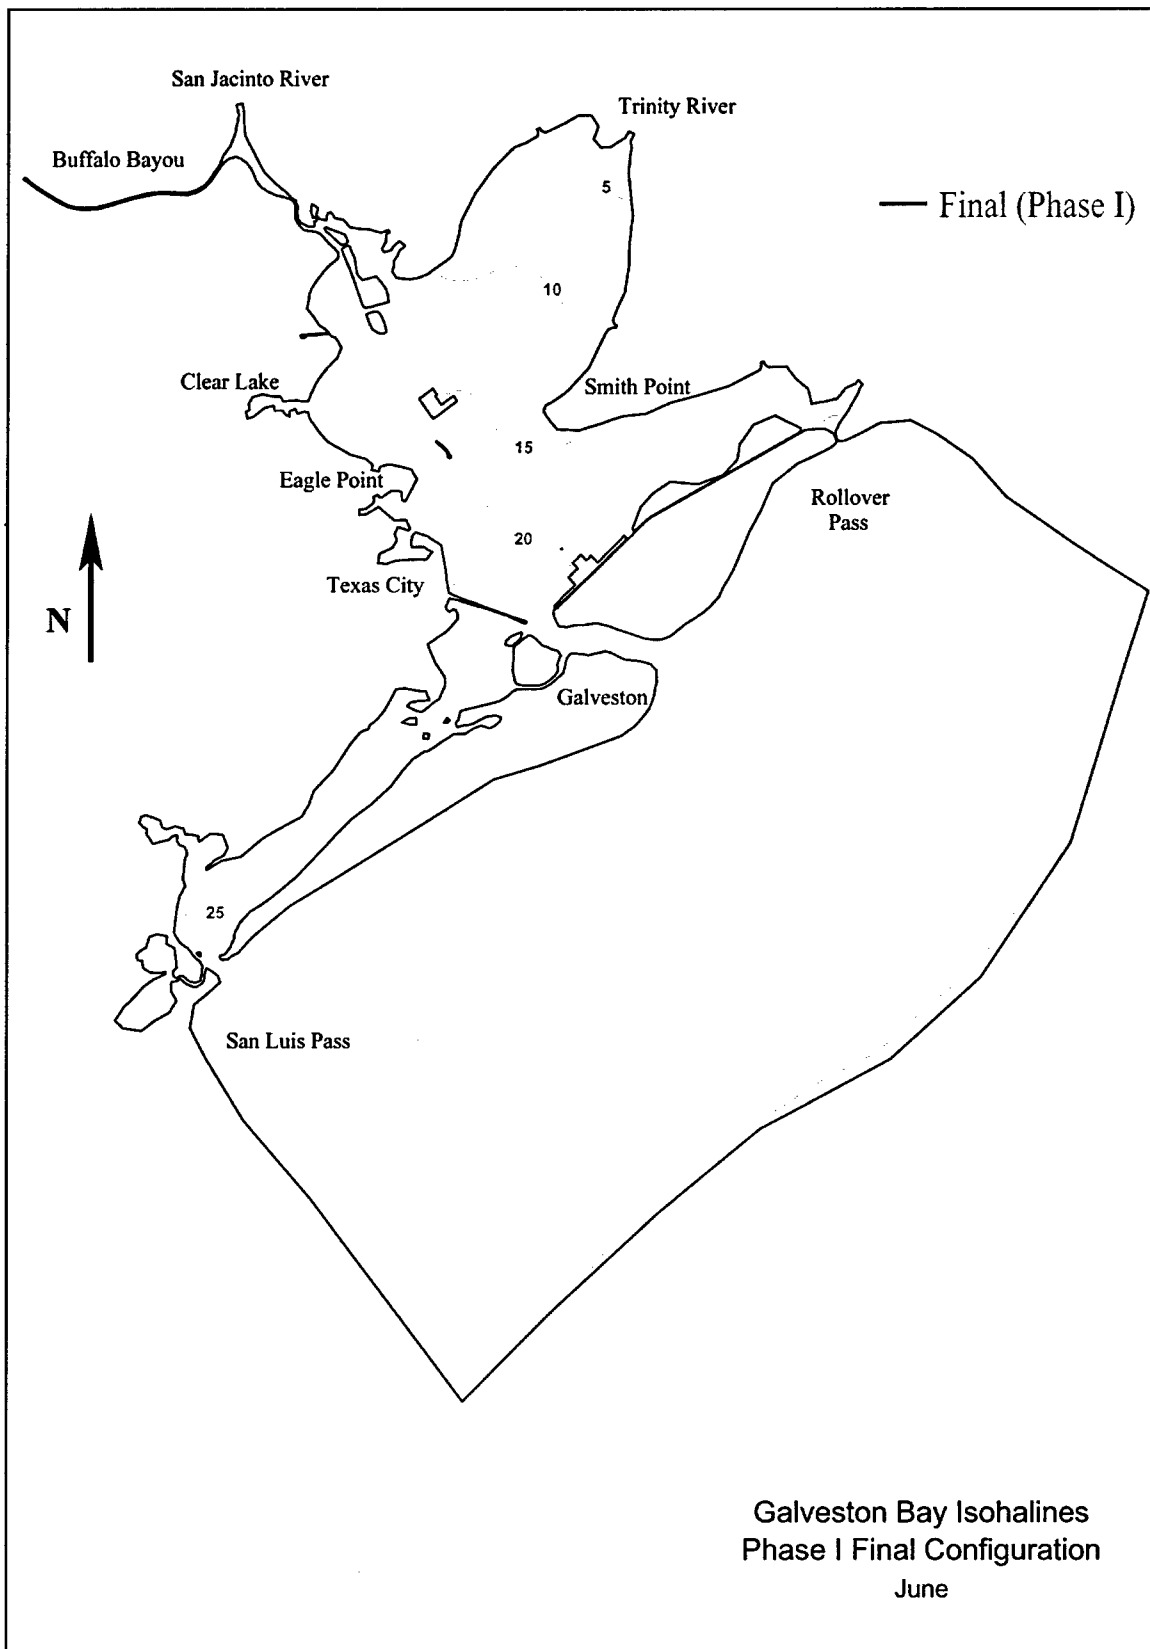 San Jacinto River
Trinity River
Buffalo Bayou
5
Final (Phase I)
10
Clear Lake
Smith Point
15
Eagle Point
Rollover
Pass
20
Texas City
N
Galveston
25
San Luis Pass
Galveston Bay Isohalines
Phase I Final Configuration
June